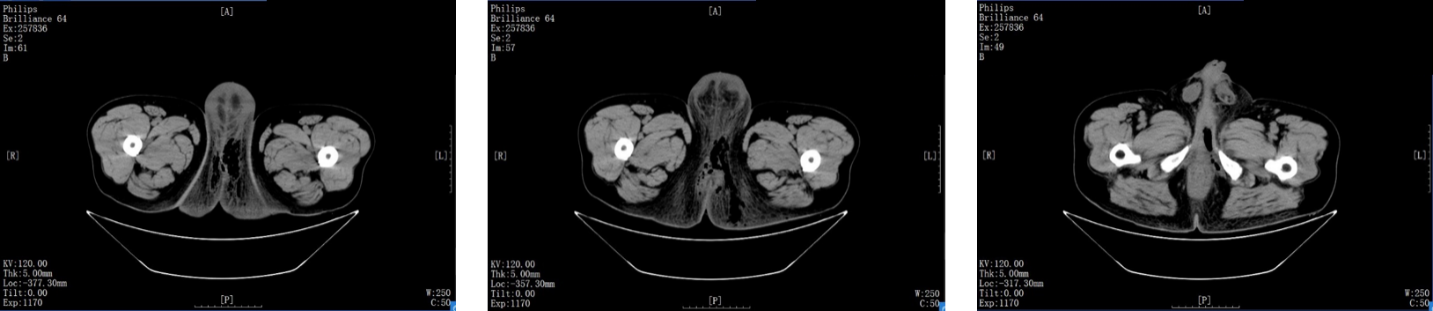 Philips
Brilliance 64
Ex:257836
Se:2
Im:61
B
[A]
[R]
[L]
KV:120.00
Thk:5.00mm
Loc:-377.30mm
Tilt:0.00
Exp:1170
[P]
W:250
C:50
Philips
Brilliance 64
Ex:257836
Se:2
Im:57
B
[A]
[R]
[L]
KV:120.00
Thk:5.00mm
Loc:-357.30mm
Tilt:0.00
Exp:1170
[P]
W:250
C:50
Philips
Brilliance 64
Ex:257836
Se:2
Im:49
B
[A]
[R]
[L]
KV:120.00
Thk:5.00mm
Loc:-317.30mm
Tilt:0.00
Exp:1170
[P]
W:250
C:50